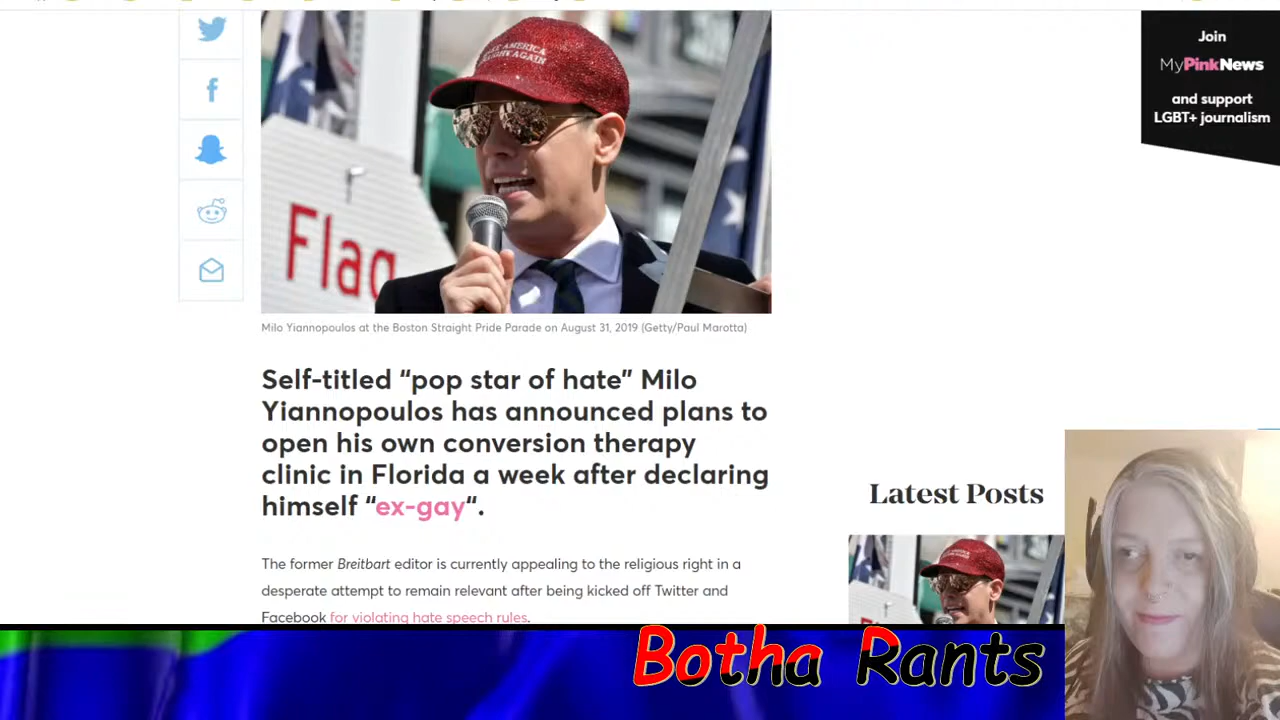 Join
MyPinkNews
and support
LGBT+ journalism
Flag
Milo Yiannopoulos at the Boston Straight Pride Parade on August 31, 2019 (Getty/Paul Marotta)
Self-titled “pop star of hate” Milo
Yiannopoulos has announced plans to
open his own conversion therapy
clinic in Florida a week after declaring
himself “ex-gay“.
The former Breitbart editor is currently appealing to the religious right in a
desperate attempt to remain relevant after being kicked off Twitter and
Facebook for violating hate speech rules.
Latest Posts
Botha Rants